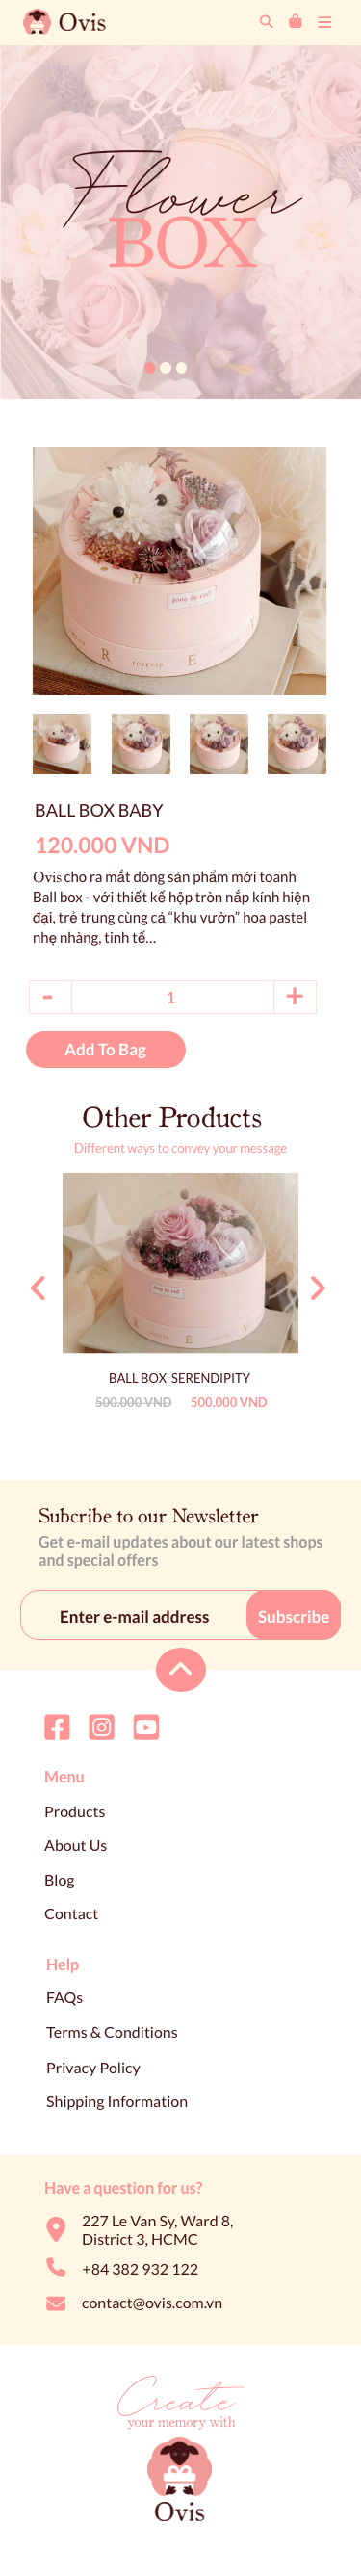 Ovis
Flower
BOX
BALL BOX BABY
120.000 VND
Ovis cho ra mắt dòng sản phẩm mới toanh
Ball box - với thiết kế hộp tròn nắp kính hiện
đại, trẻ trung cùng cả “khu vườn” hoa pastel
nhẹ nhàng, tinh tế...
- 1 +
Add To Bag
Other Products
Different ways to convey your message
BALL BOX SERENDIPITY
500.000 VND 500.000 VND
Subcribe to our Newsletter
Get e-mail updates about our latest shops
and special offers
Enter e-mail address Subscribe
Menu
Products
About Us
Blog
Contact
Help
FAQs
Terms & Conditions
Privacy Policy
Shipping Information
Have a question for us?
227 Le Van Sy, Ward 8,
District 3, HCMC
+84 382 932 122
contact@ovis.com.vn
Create
your memory with
Ovis